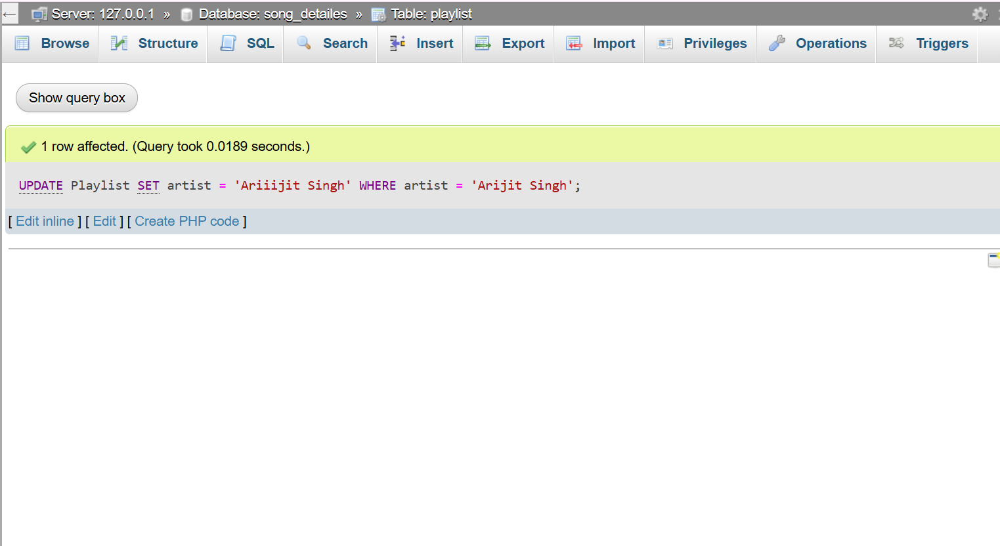 ← Server: 127.0.0.1 » Database: song_detailes » Table: playlist
Browse Structure SQL Search Insert Export Import Privileges Operations Triggers
Show query box
1 row affected. (Query took 0.0189 seconds.)
UPDATE Playlist SET artist = 'Ariiijit Singh' WHERE artist = 'Arijit Singh';
[ Edit inline ] [ Edit ] [ Create PHP code ]